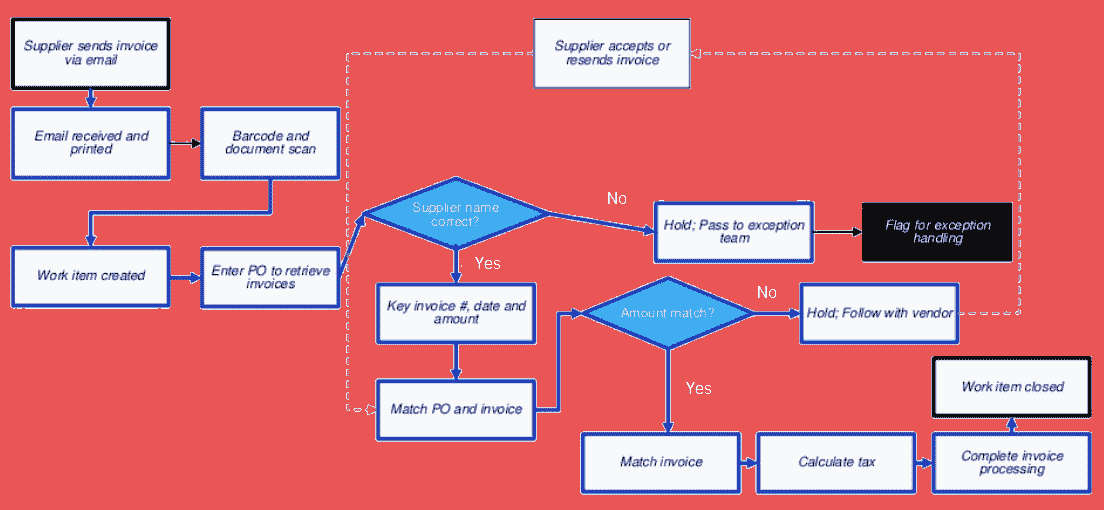 Supplier sends invoice
via email
Supplier accepts or
resends invoice
Email received and
printed
Barcode and
document scan
Supplier name
correct?
No
Hold; Pass to exception
team
Flag for exception
handling
Work item created
Enter PO to retrieve
invoices
Yes
Key invoice #, date and
amount
Amount match?
No
Hold; Follow with vendor
Match PO and invoice
Yes
Work item closed
Match invoice
Calculate tax
Complete invoice
processing